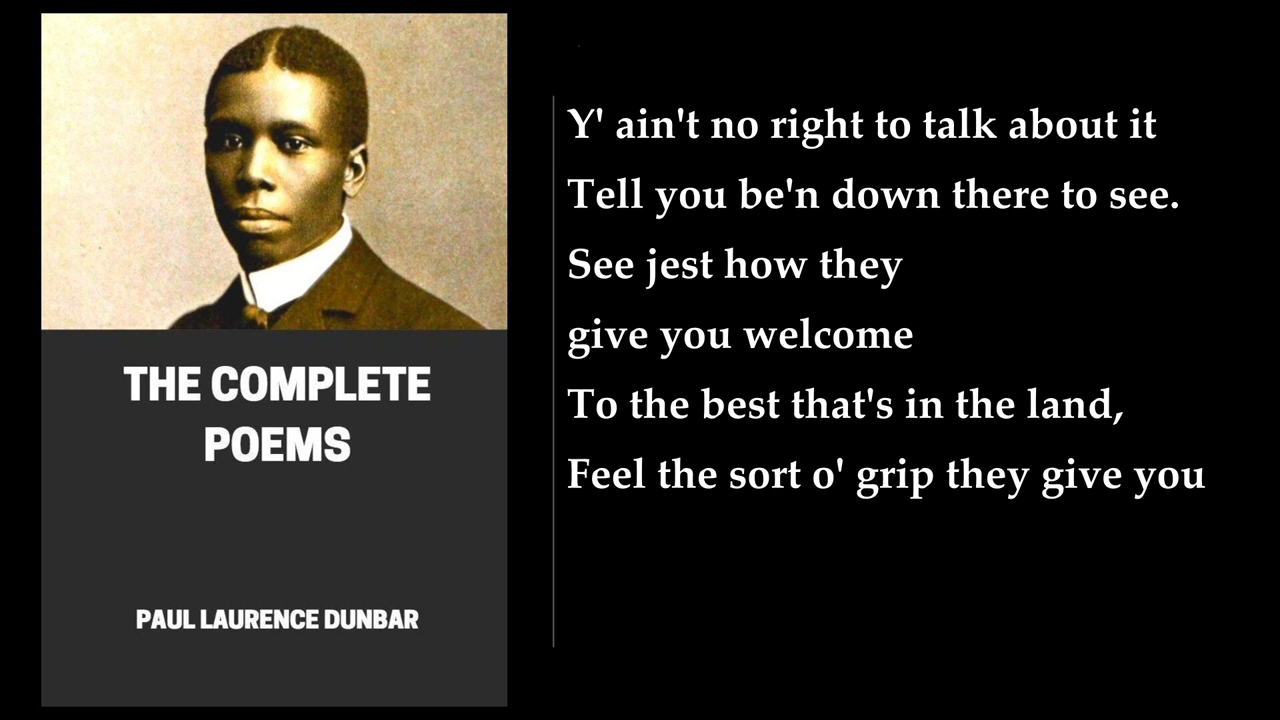 THE COMPLETE
POEMS
PAUL LAURENCE DUNBAR
Y' ain't no right to talk about it
Tell you be'n down there to see.
See jest how they
give you welcome
To the best that's in the land,
Feel the sort o' grip they give you